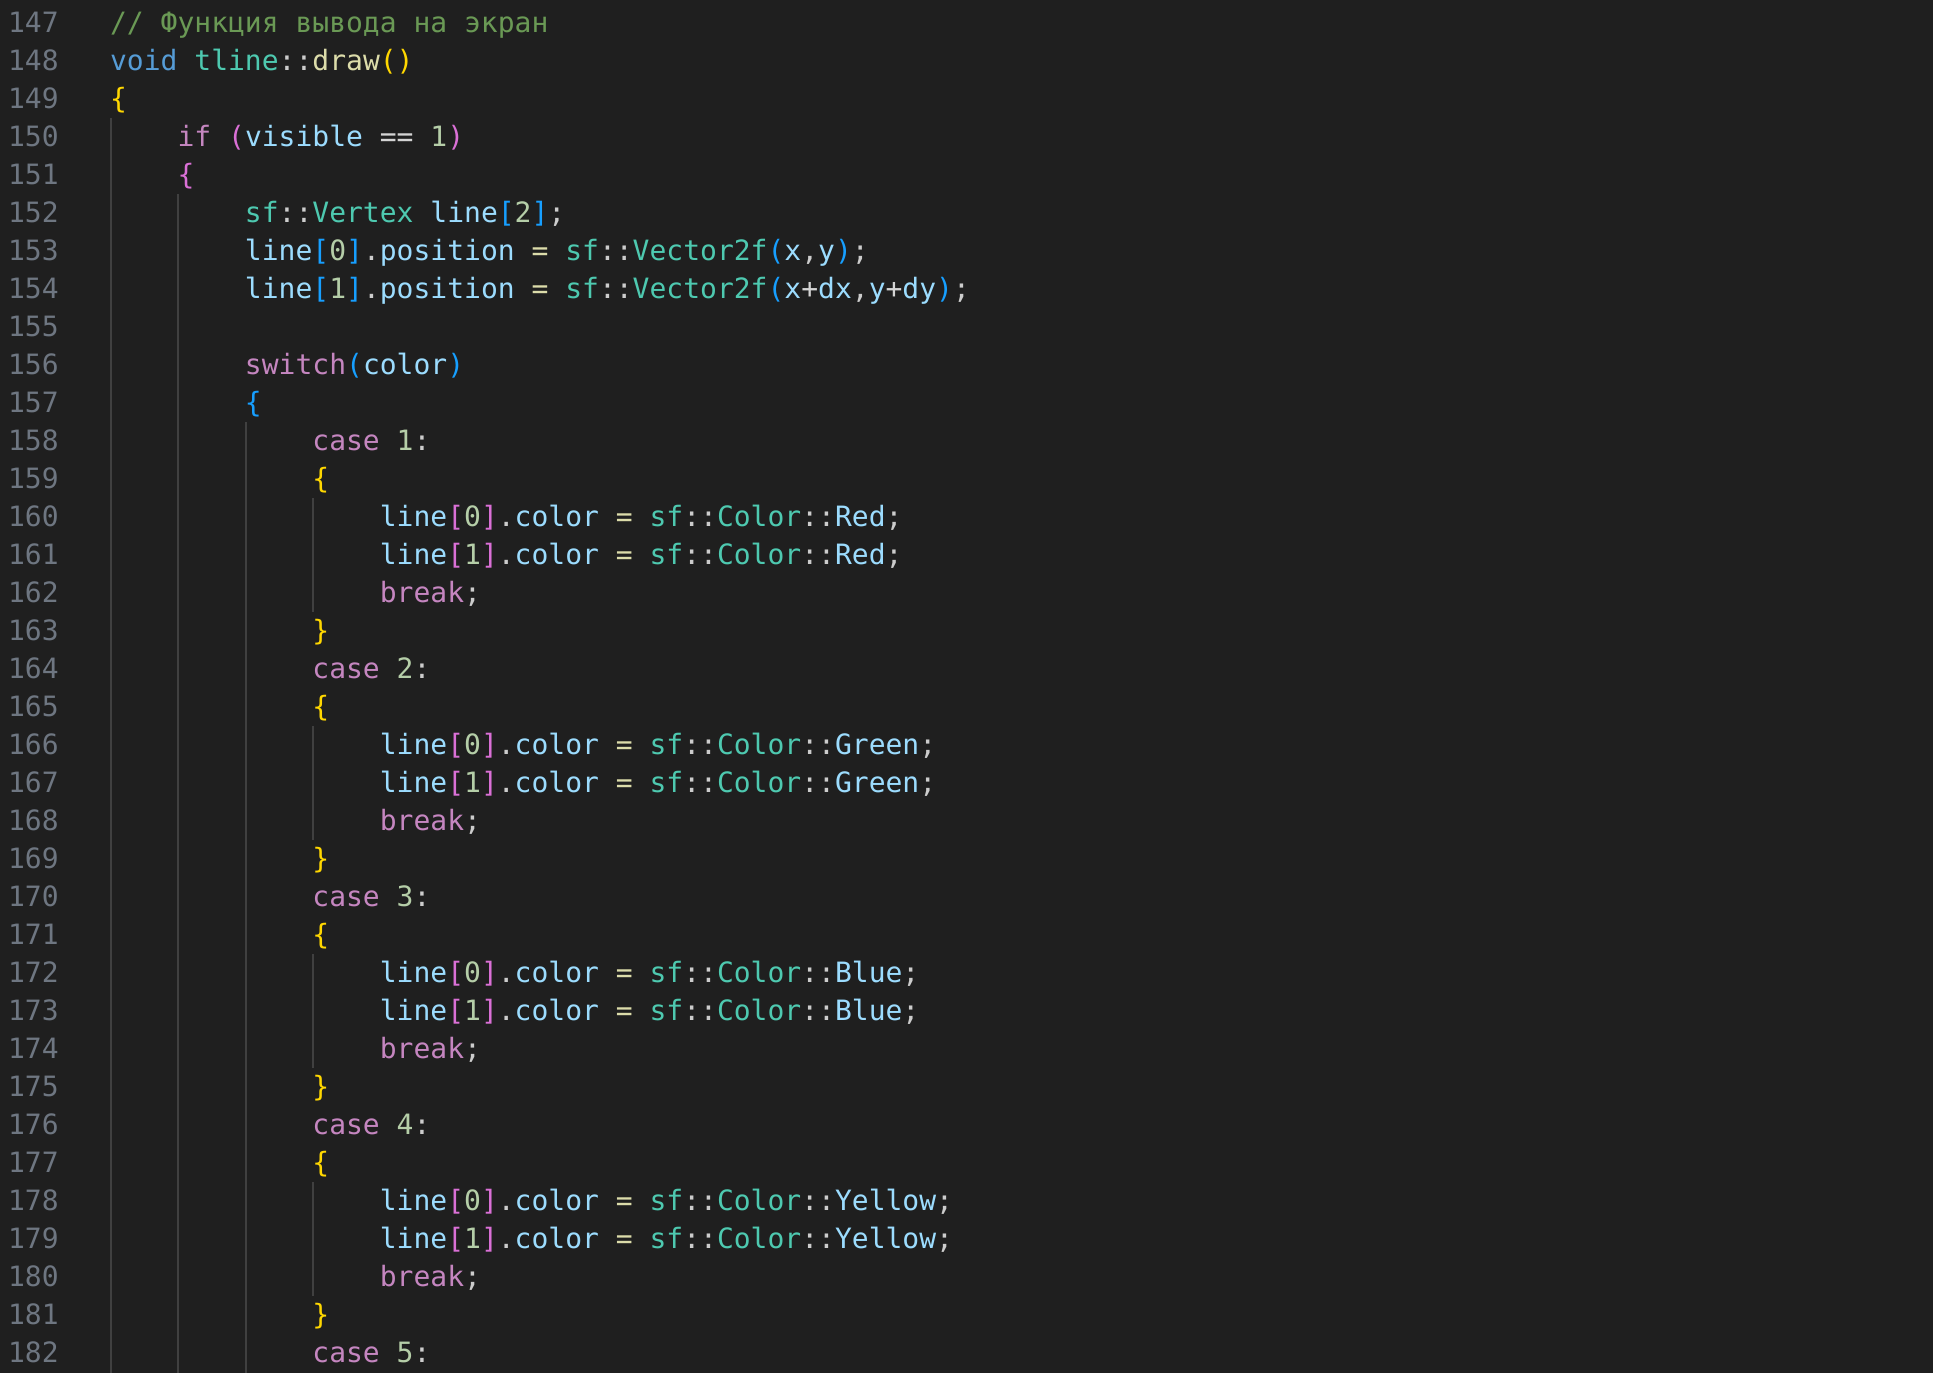 147 // Функция вывода на экран
148 void tline::draw()
149 {
150     if (visible == 1)
151     {
152         sf::Vertex line[2];
153         line[0].position = sf::Vector2f(x,y);
154         line[1].position = sf::Vector2f(x+dx,y+dy);
155
156         switch(color)
157         {
158             case 1:
159             {
160                 line[0].color = sf::Color::Red;
161                 line[1].color = sf::Color::Red;
162                 break;
163             }
164             case 2:
165             {
166                 line[0].color = sf::Color::Green;
167                 line[1].color = sf::Color::Green;
168                 break;
169             }
170             case 3:
171             {
172                 line[0].color = sf::Color::Blue;
173                 line[1].color = sf::Color::Blue;
174                 break;
175             }
176             case 4:
177             {
178                 line[0].color = sf::Color::Yellow;
179                 line[1].color = sf::Color::Yellow;
180                 break;
181             }
182             case 5: